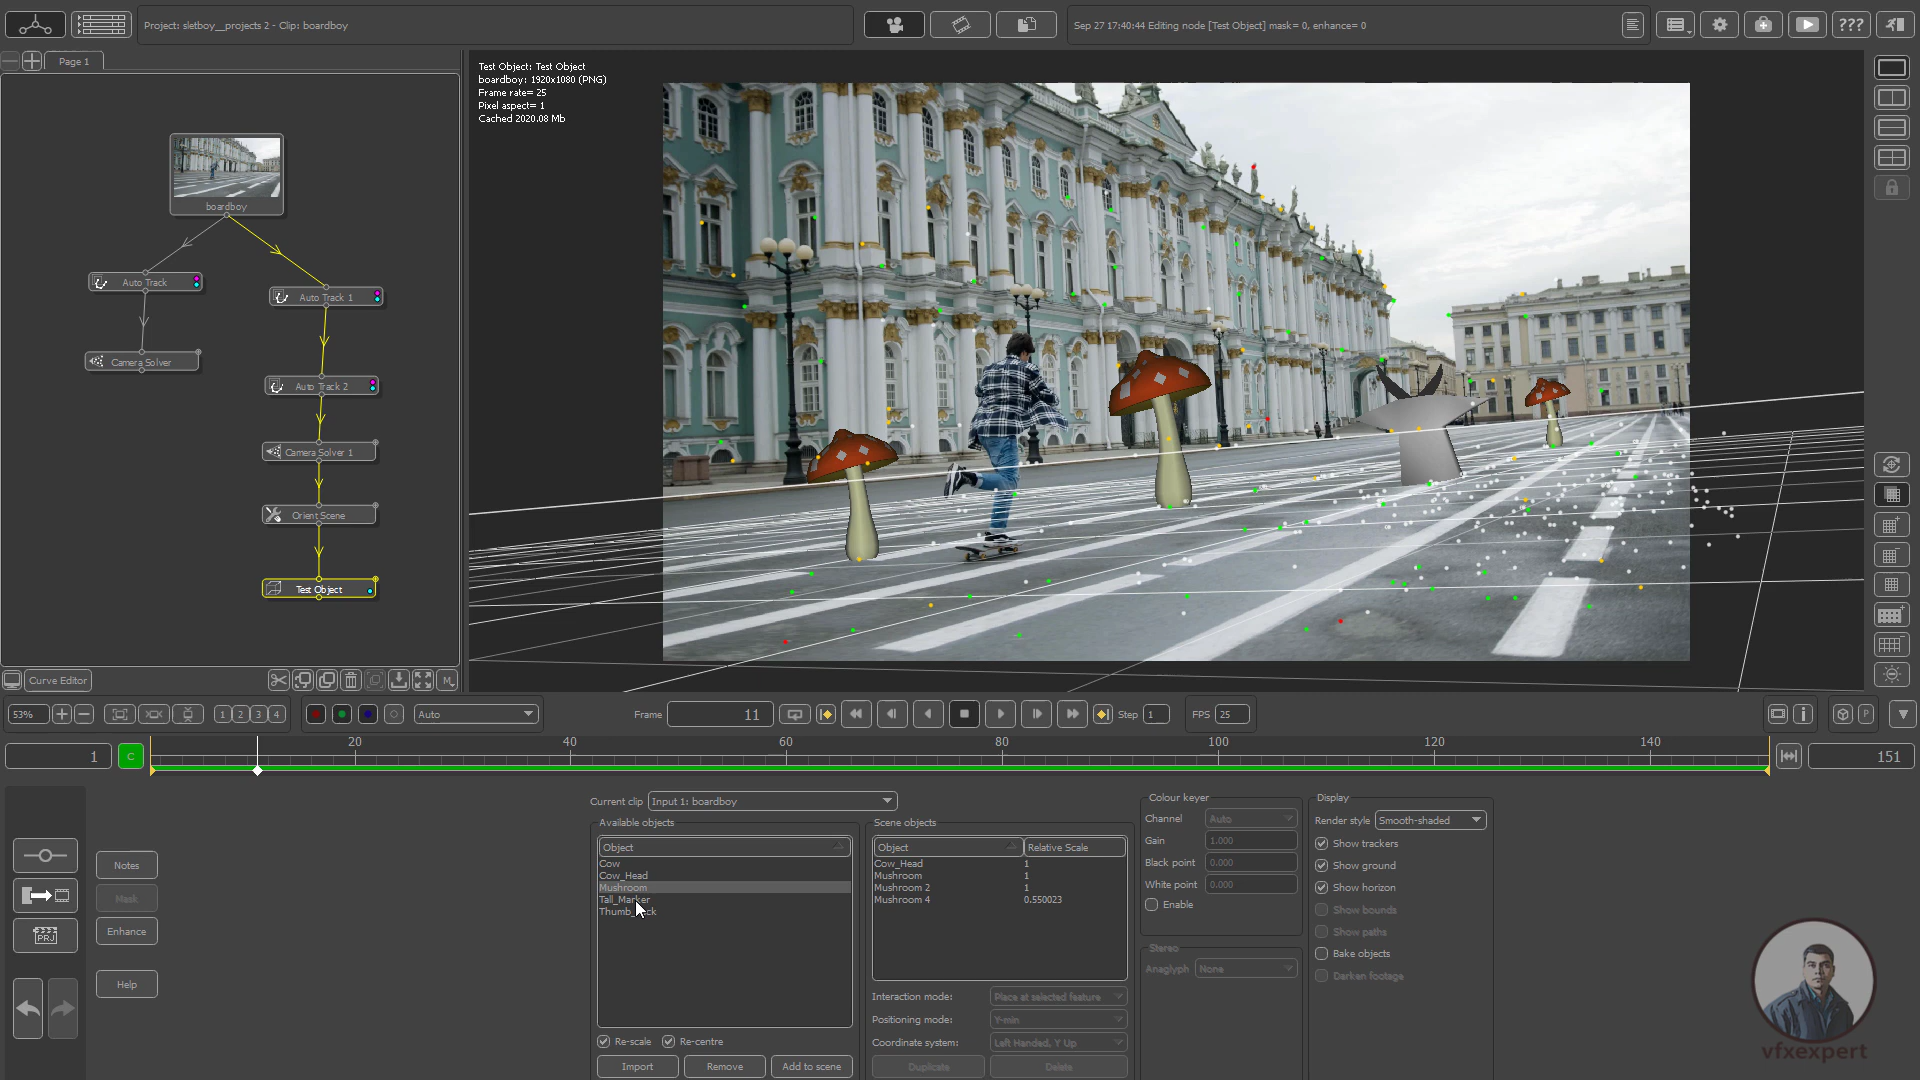 Project: sletboy__projects 2 - Clip: boardboy
Sep 27 17:40:44 Editing node [Test Object] mask= 0, enhance= 0
???
Page 1
Test Object: Test Object
boardboy: 1920x1080 (PNG)
Frame rate= 25
Pixel aspect= 1
Cached 2020.08 Mb
boardboy
Auto Track
Auto Track 1
Camera Solver
Auto Track 2
Camera Solver 1
Orient Scene
Test Object
Curve Editor
M
53%
1 2 3 4
Auto
Frame 11
Step 1
FPS 25
P
1
C
20 40 60 80 100 120 140
151
Current clip Input 1: boardboy
Available objects
Object
Cow
Cow_Head
Mushroom
Tall_Marker
Re-scale Re-centre
Import Remove Add to scene
Scene objects
Object Relative Scale
Cow_Head 1
Mushroom 1
Mushroom 2 1
Mushroom 4 0.550023
Interaction mode: Place at selected feature
Positioning mode: Y-min
Coordinate system: Left Handed, Y Up
Duplicate Delete
Colour keyer
Channel Auto
Gain 1.000
Black point 0.000
White point 0.000
Enable
Stereo
Anaglyph None
Display
Render style Smooth-shaded
Show trackers
Show ground
Show horizon
Show bounds
Show paths
Bake objects
Darken footage
PRJ
Notes
Mask
Enhance
Help
vfxexpert